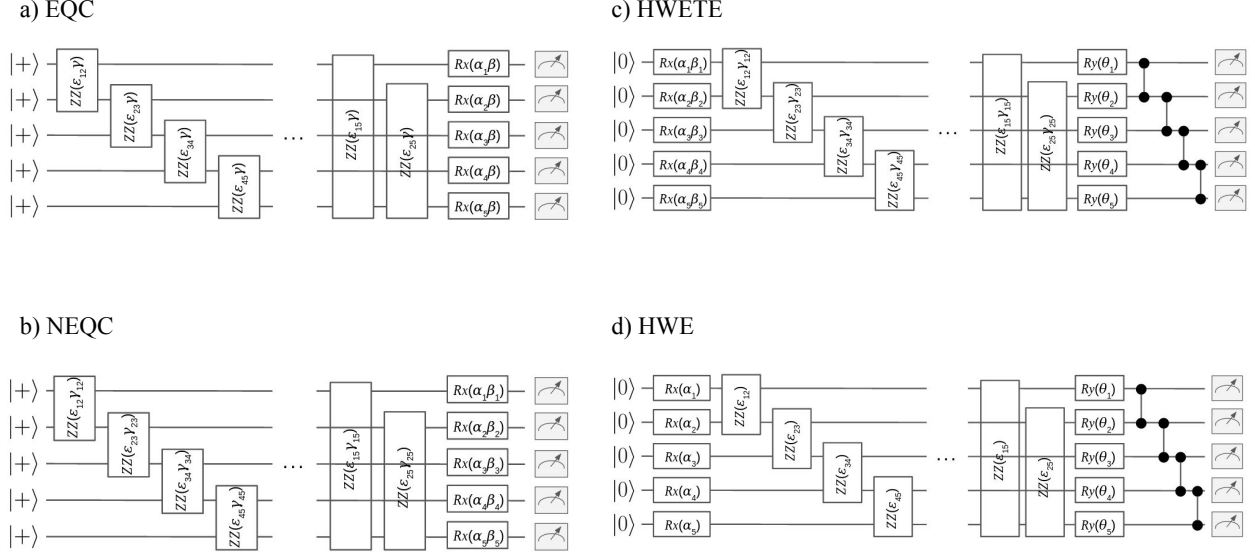 a) EQC
|+⟩ ZZ(ε₁₂γ) ZZ(ε₁₅γ) Rx(α₁β)
|+⟩ ZZ(ε₂₃γ) ZZ(ε₂₅γ) Rx(α₂β)
|+⟩ ZZ(ε₃₄γ) ... Rx(α₃β)
|+⟩ ZZ(ε₄₅γ) Rx(α₄β)
|+⟩ Rx(α₅β)
c) HWETE
|0⟩ Rx(α₁β₁) ZZ(ε₁₂γ₁₂) ZZ(ε₁₅γ₁₅) Ry(θ₁)
|0⟩ Rx(α₂β₂) ZZ(ε₂₃γ₂₃) ZZ(ε₂₅γ₂₅) Ry(θ₂)
|0⟩ Rx(α₃β₃) ZZ(ε₃₄γ₃₄) ... Ry(θ₃)
|0⟩ Rx(α₄β₄) ZZ(ε₄₅γ₄₅) Ry(θ₄)
|0⟩ Rx(α₅β₅) Ry(θ₅)
b) NEQC
|+⟩ ZZ(ε₁₂γ₁₂) ZZ(ε₁₅γ₁₅) Rx(α₁β₁)
|+⟩ ZZ(ε₂₃γ₂₃) ZZ(ε₂₅γ₂₅) Rx(α₂β₂)
|+⟩ ZZ(ε₃₄γ₃₄) ... Rx(α₃β₃)
|+⟩ ZZ(ε₄₅γ₄₅) Rx(α₄β₄)
|+⟩ Rx(α₅β₅)
d) HWE
|0⟩ Rx(α₁) ZZ(ε₁₂) ZZ(ε₁₅) Ry(θ₁)
|0⟩ Rx(α₂) ZZ(ε₂₃) ZZ(ε₂₅) Ry(θ₂)
|0⟩ Rx(α₃) ZZ(ε₃₄) ... Ry(θ₃)
|0⟩ Rx(α₄) ZZ(ε₄₅) Ry(θ₄)
|0⟩ Rx(α₅) Ry(θ₅)